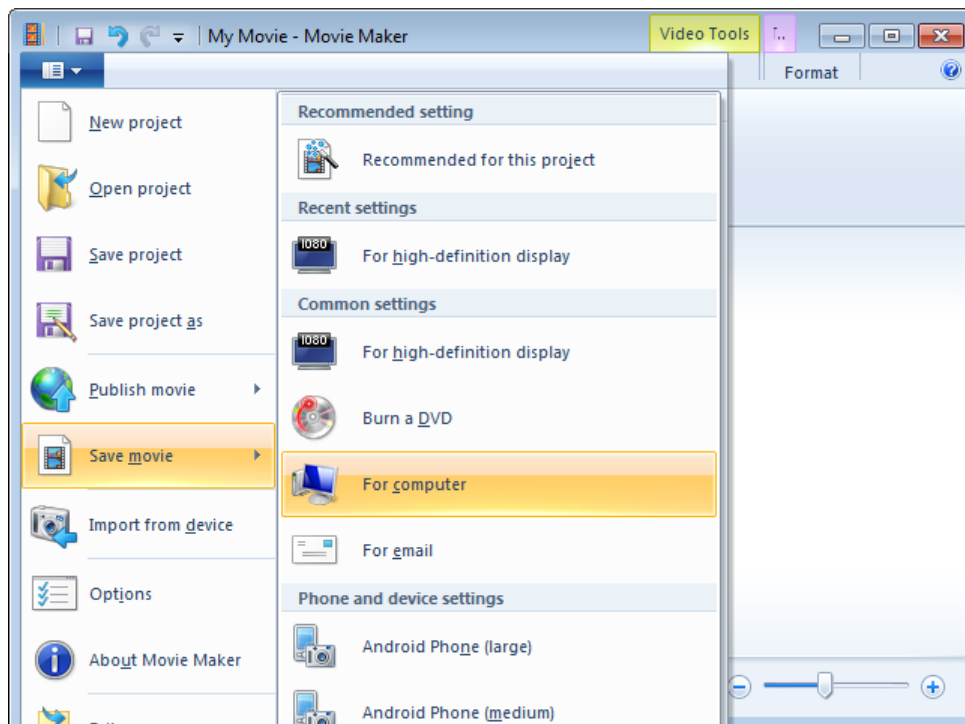 My Movie - Movie Maker
Video Tools
T..
Format
New project
Open project
Save project
Save project as
Publish movie
Save movie
Import from device
Options
About Movie Maker
Recommended setting
Recommended for this project
Recent settings
1080
For high-definition display
Common settings
1080
For high-definition display
Burn a DVD
For computer
For email
Phone and device settings
Android Phone (large)
Android Phone (medium)